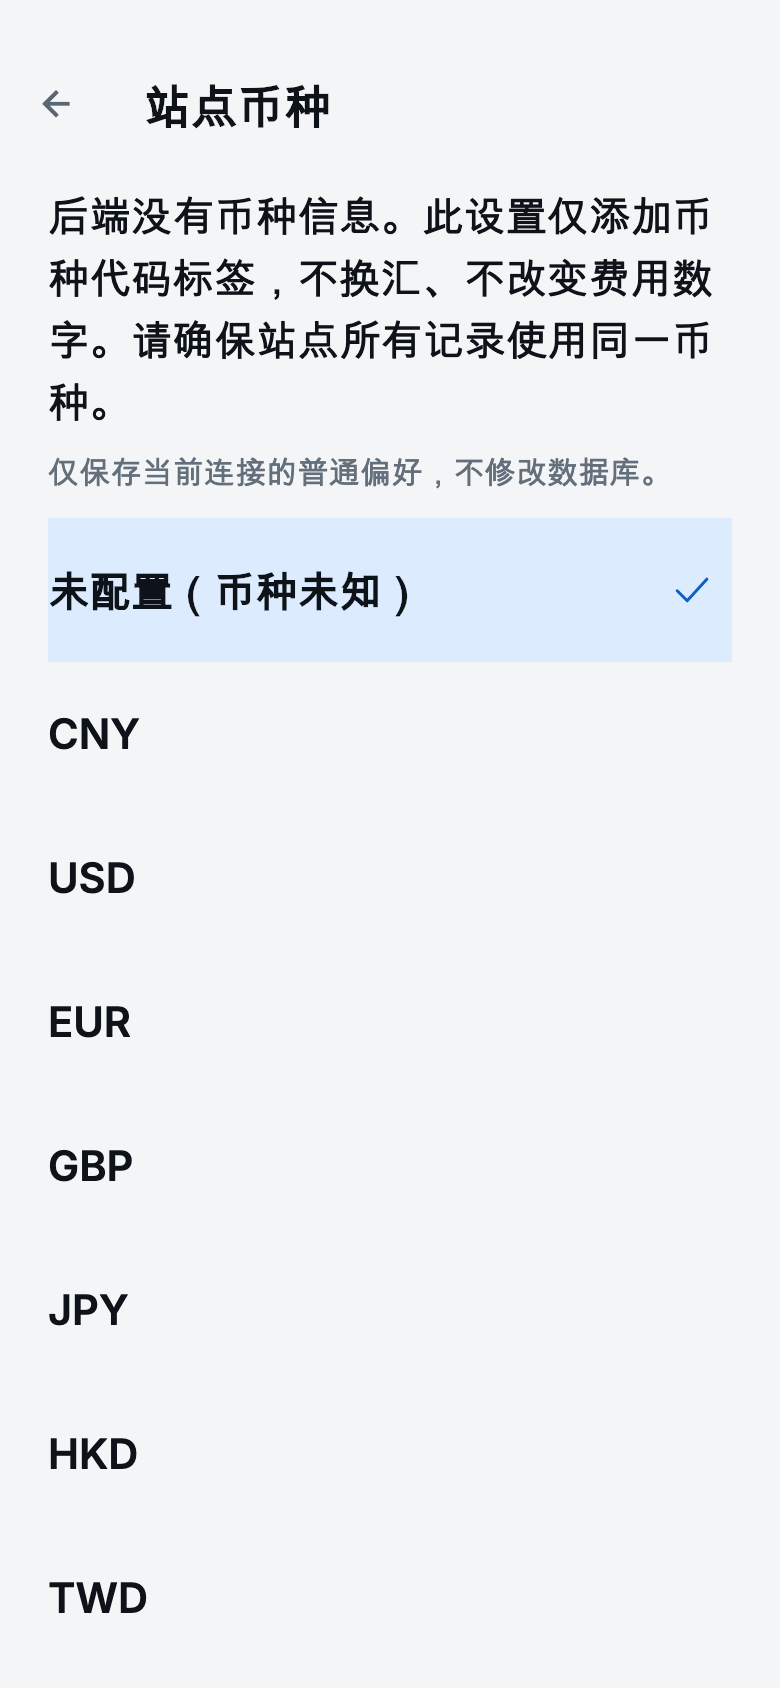 站点币种
后端没有币种信息。此设置仅添加币
种代码标签，不换汇、不改变费用数
字。请确保站点所有记录使用同一币
种。
仅保存当前连接的普通偏好，不修改数据库。
未配置（币种未知）
CNY
USD
EUR
GBP
JPY
HKD
TWD